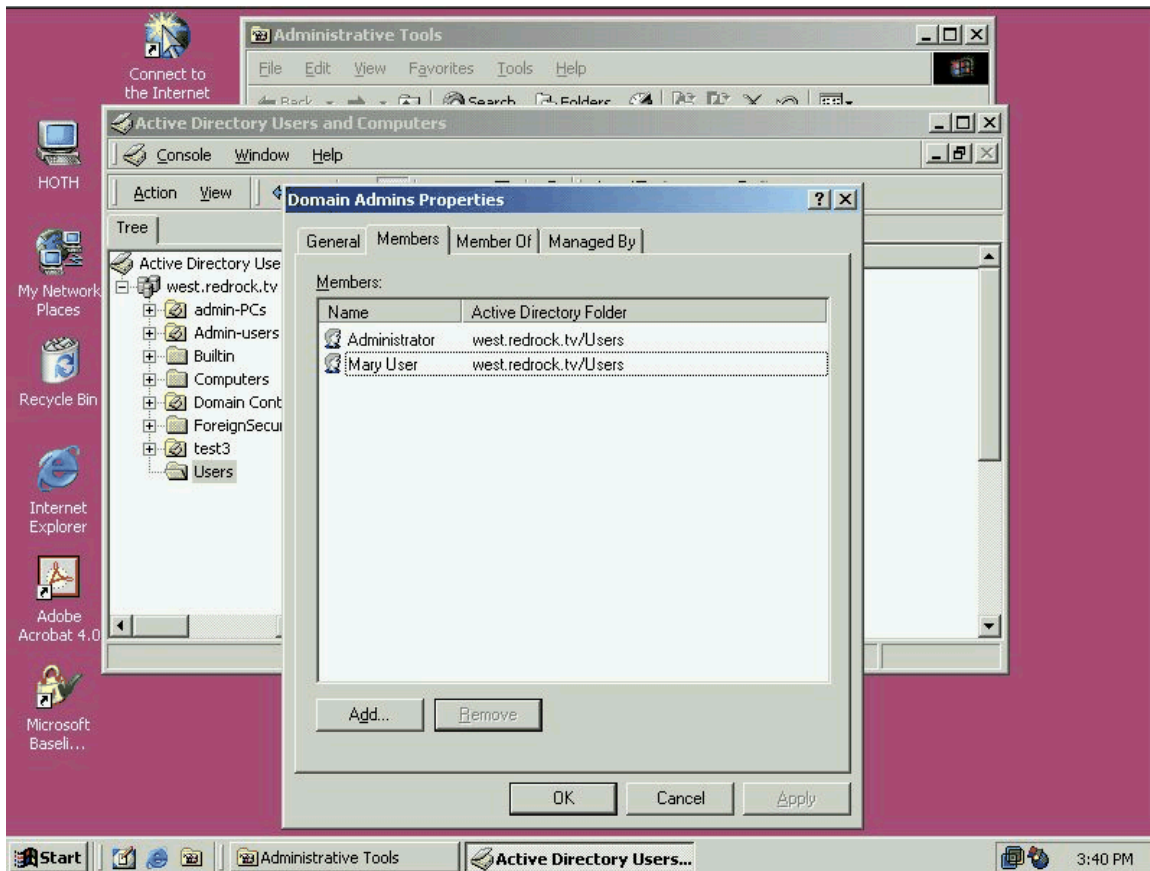 Connect to
the Internet
HOTH
My Network
Places
Recycle Bin
Internet
Explorer
Adobe
Acrobat 4.0
Microsoft
Baseli...
Administrative Tools
File Edit View Favorites Tools Help
Back Search Folders
Active Directory Users and Computers
Console Window Help
Action View
Tree
Active Directory Use
west.redrock.tv
admin-PCs
Admin-users
Builtin
Computers
Domain Cont
ForeignSecur
test3
Users
Domain Admins Properties
General Members Member Of Managed By
Members:
Name Active Directory Folder
Administrator west.redrock.tv/Users
Mary User west.redrock.tv/Users
Add... Remove
OK Cancel Apply
Start Administrative Tools Active Directory Users... 3:40 PM